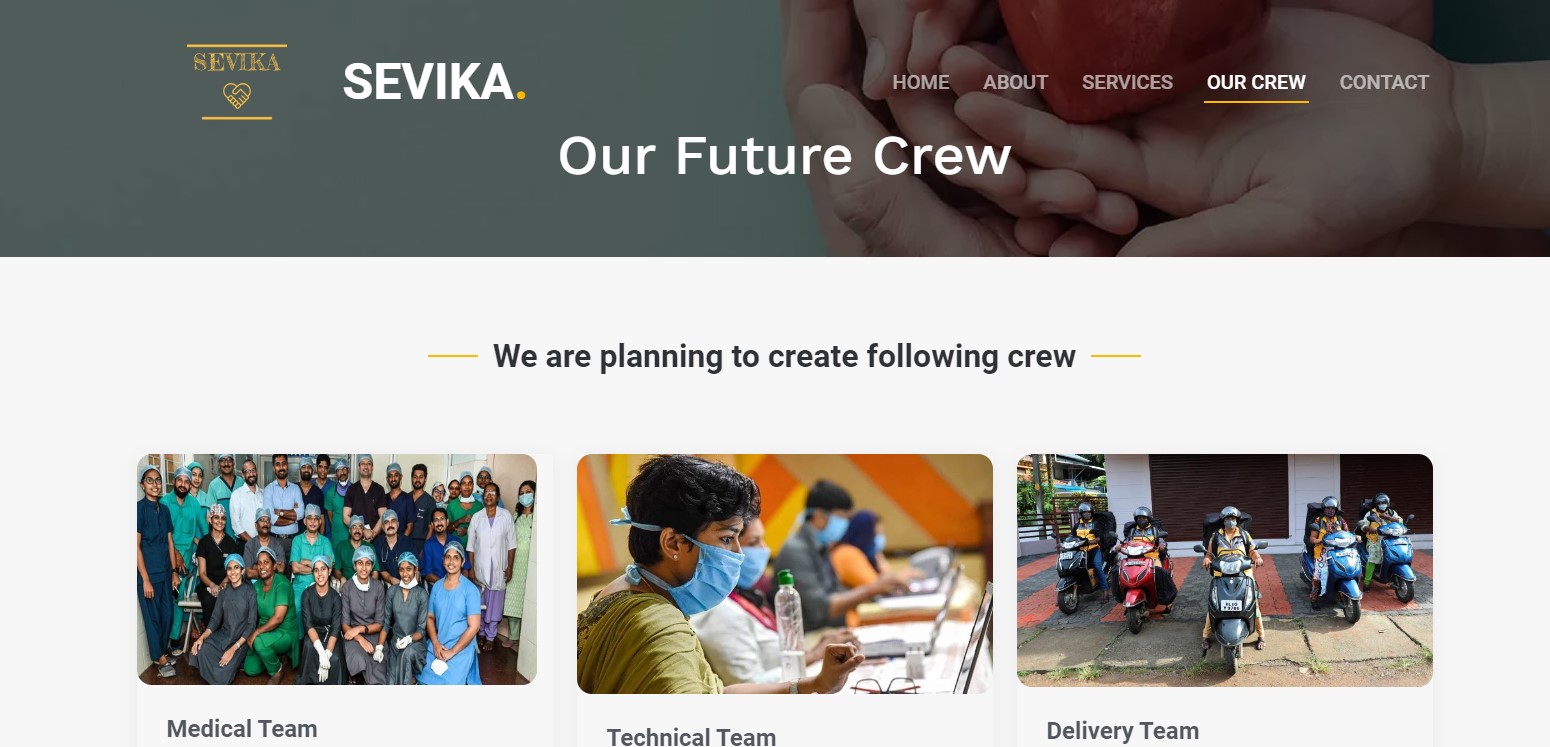 SEVIKA
SEVIKA.
HOME ABOUT SERVICES OUR CREW CONTACT
Our Future Crew
We are planning to create following crew
Medical Team
Technical Team
Delivery Team